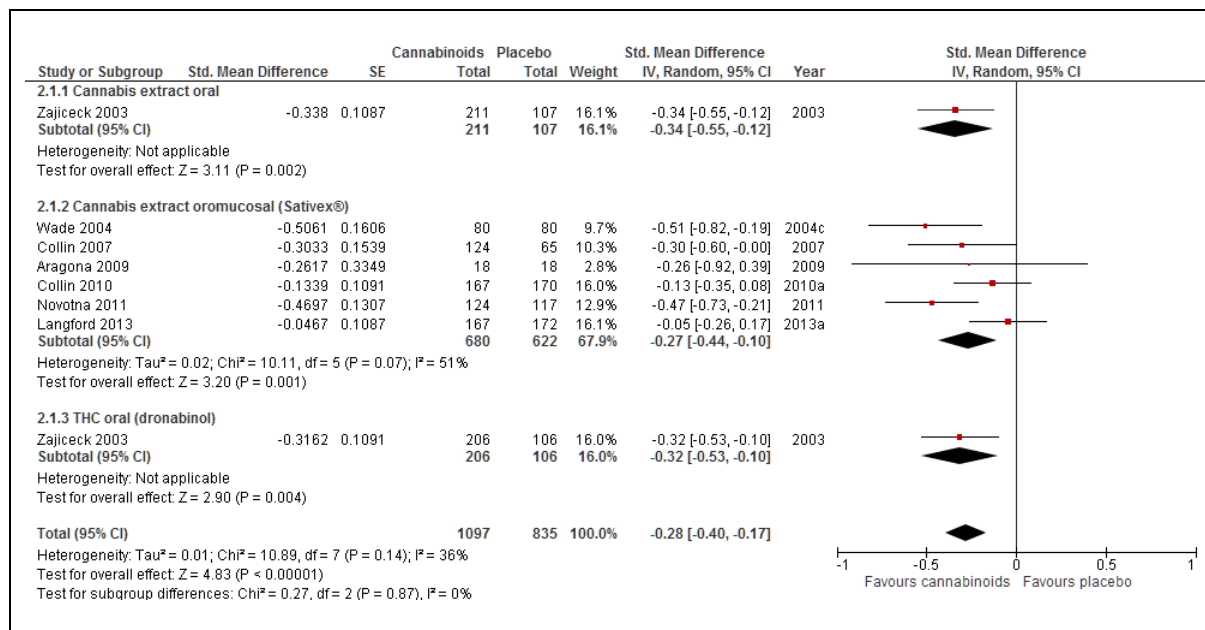 Cannabinoids Placebo Std. Mean Difference Std. Mean Difference
Study or Subgroup Std. Mean Difference SE Total Total Weight IV, Random, 95% CI Year IV, Random, 95% CI
2.1.1 Cannabis extract oral
Zajiceck 2003 -0.338 0.1087 211 107 16.1% -0.34 [-0.55, -0.12] 2003
Subtotal (95% CI) 211 107 16.1% -0.34 [-0.55, -0.12]
Heterogeneity: Not applicable
Test for overall effect: Z = 3.11 (P = 0.002)
2.1.2 Cannabis extract oromucosal (Sativex®)
Wade 2004 -0.5061 0.1606 80 80 9.7% -0.51 [-0.82, -0.19] 2004c
Collin 2007 -0.3033 0.1539 124 65 10.3% -0.30 [-0.60, -0.00] 2007
Aragona 2009 -0.2617 0.3349 18 18 2.8% -0.26 [-0.92, 0.39] 2009
Collin 2010 -0.1339 0.1091 167 170 16.0% -0.13 [-0.35, 0.08] 2010a
Novotna 2011 -0.4697 0.1307 124 117 12.9% -0.47 [-0.73, -0.21] 2011
Langford 2013 -0.0467 0.1087 167 172 16.1% -0.05 [-0.26, 0.17] 2013a
Subtotal (95% CI) 680 622 67.9% -0.27 [-0.44, -0.10]
Heterogeneity: Tau² = 0.02; Chi² = 10.11, df = 5 (P = 0.07); I² = 51%
Test for overall effect: Z = 3.20 (P = 0.001)
2.1.3 THC oral (dronabinol)
Zajiceck 2003 -0.3162 0.1091 206 106 16.0% -0.32 [-0.53, -0.10] 2003
Subtotal (95% CI) 206 106 16.0% -0.32 [-0.53, -0.10]
Heterogeneity: Not applicable
Test for overall effect: Z = 2.90 (P = 0.004)
Total (95% CI) 1097 835 100.0% -0.28 [-0.40, -0.17]
Heterogeneity: Tau² = 0.01; Chi² = 10.89, df = 7 (P = 0.14); I² = 36%
Test for overall effect: Z = 4.83 (P < 0.00001)
Test for subgroup differences: Chi² = 0.27, df = 2 (P = 0.87), I² = 0%
-1 -0.5 0 0.5 1
Favours cannabinoids Favours placebo